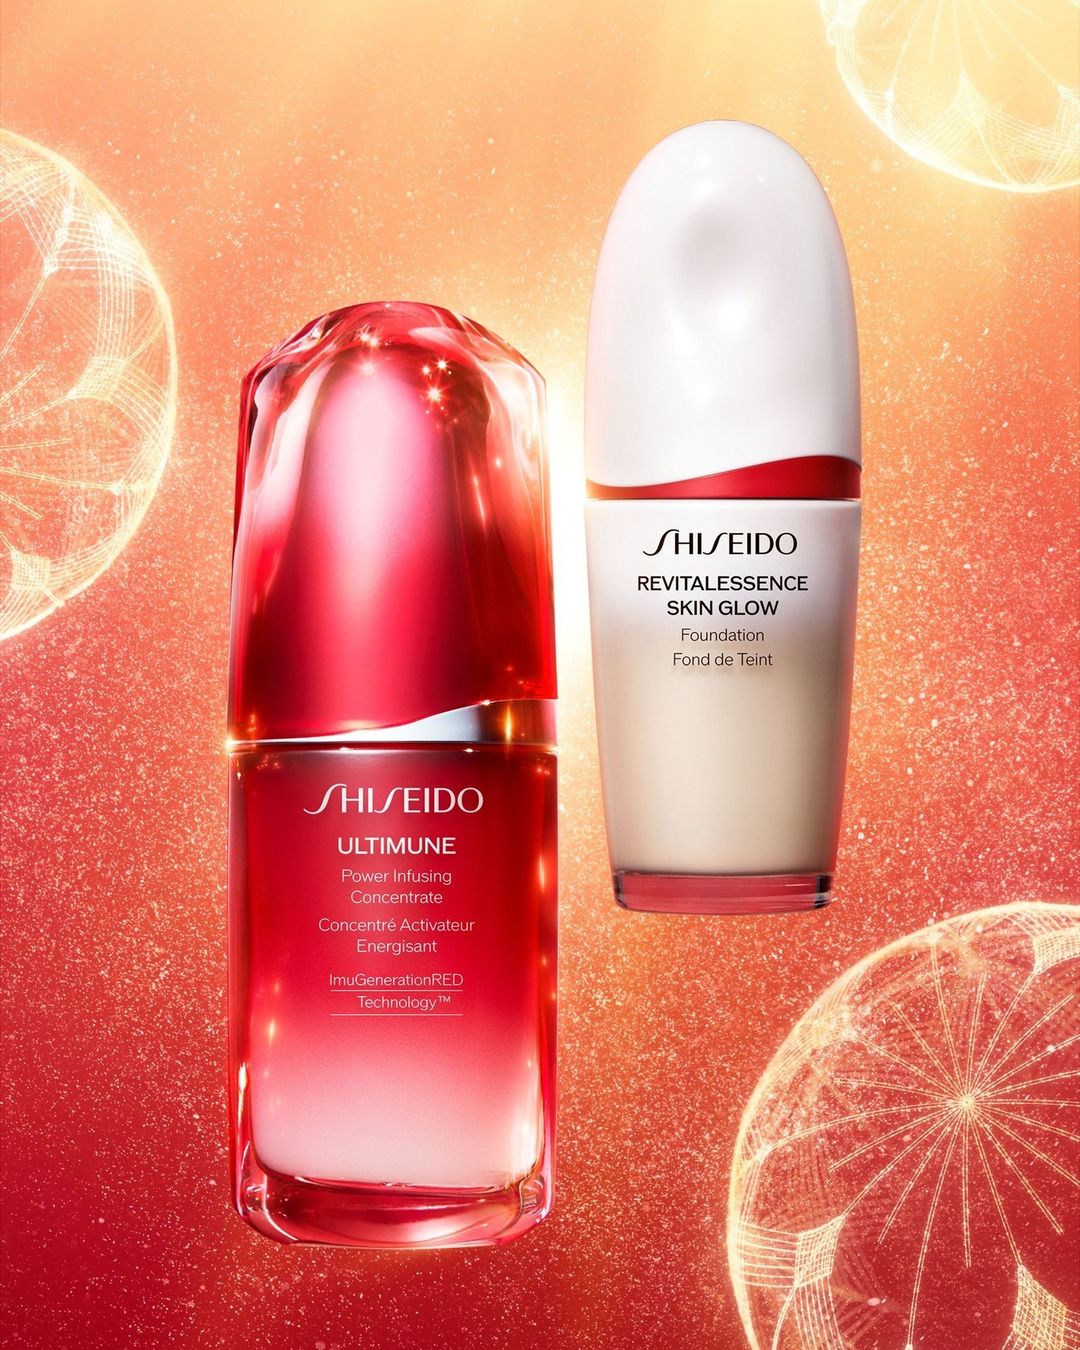 SHISEIDO
ULTIMUNE
Power Infusing
Concentrate
Concentré Activateur
Energisant
ImuGenerationRED
Technology™
SHISEIDO
REVITALESSENCE
SKIN GLOW
Foundation
Fond de Teint